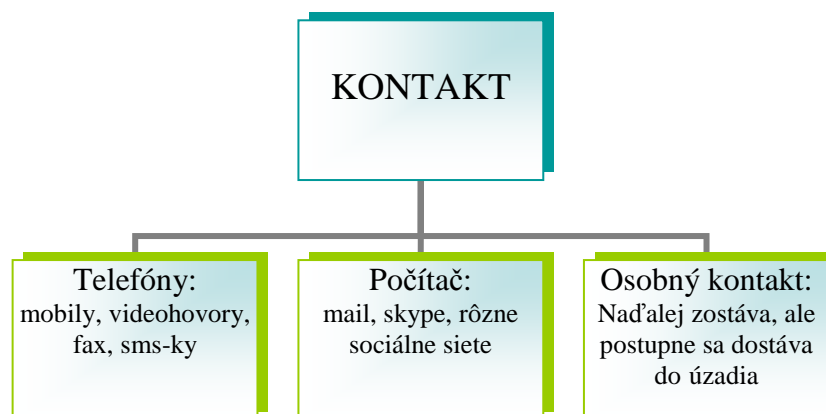 KONTAKT
Telefóny:
mobily, videohovory,
fax, sms-ky
Počítač:
mail, skype, rôzne
sociálne siete
Osobný kontakt:
Naďalej zostáva, ale
postupne sa dostáva
do úzadia